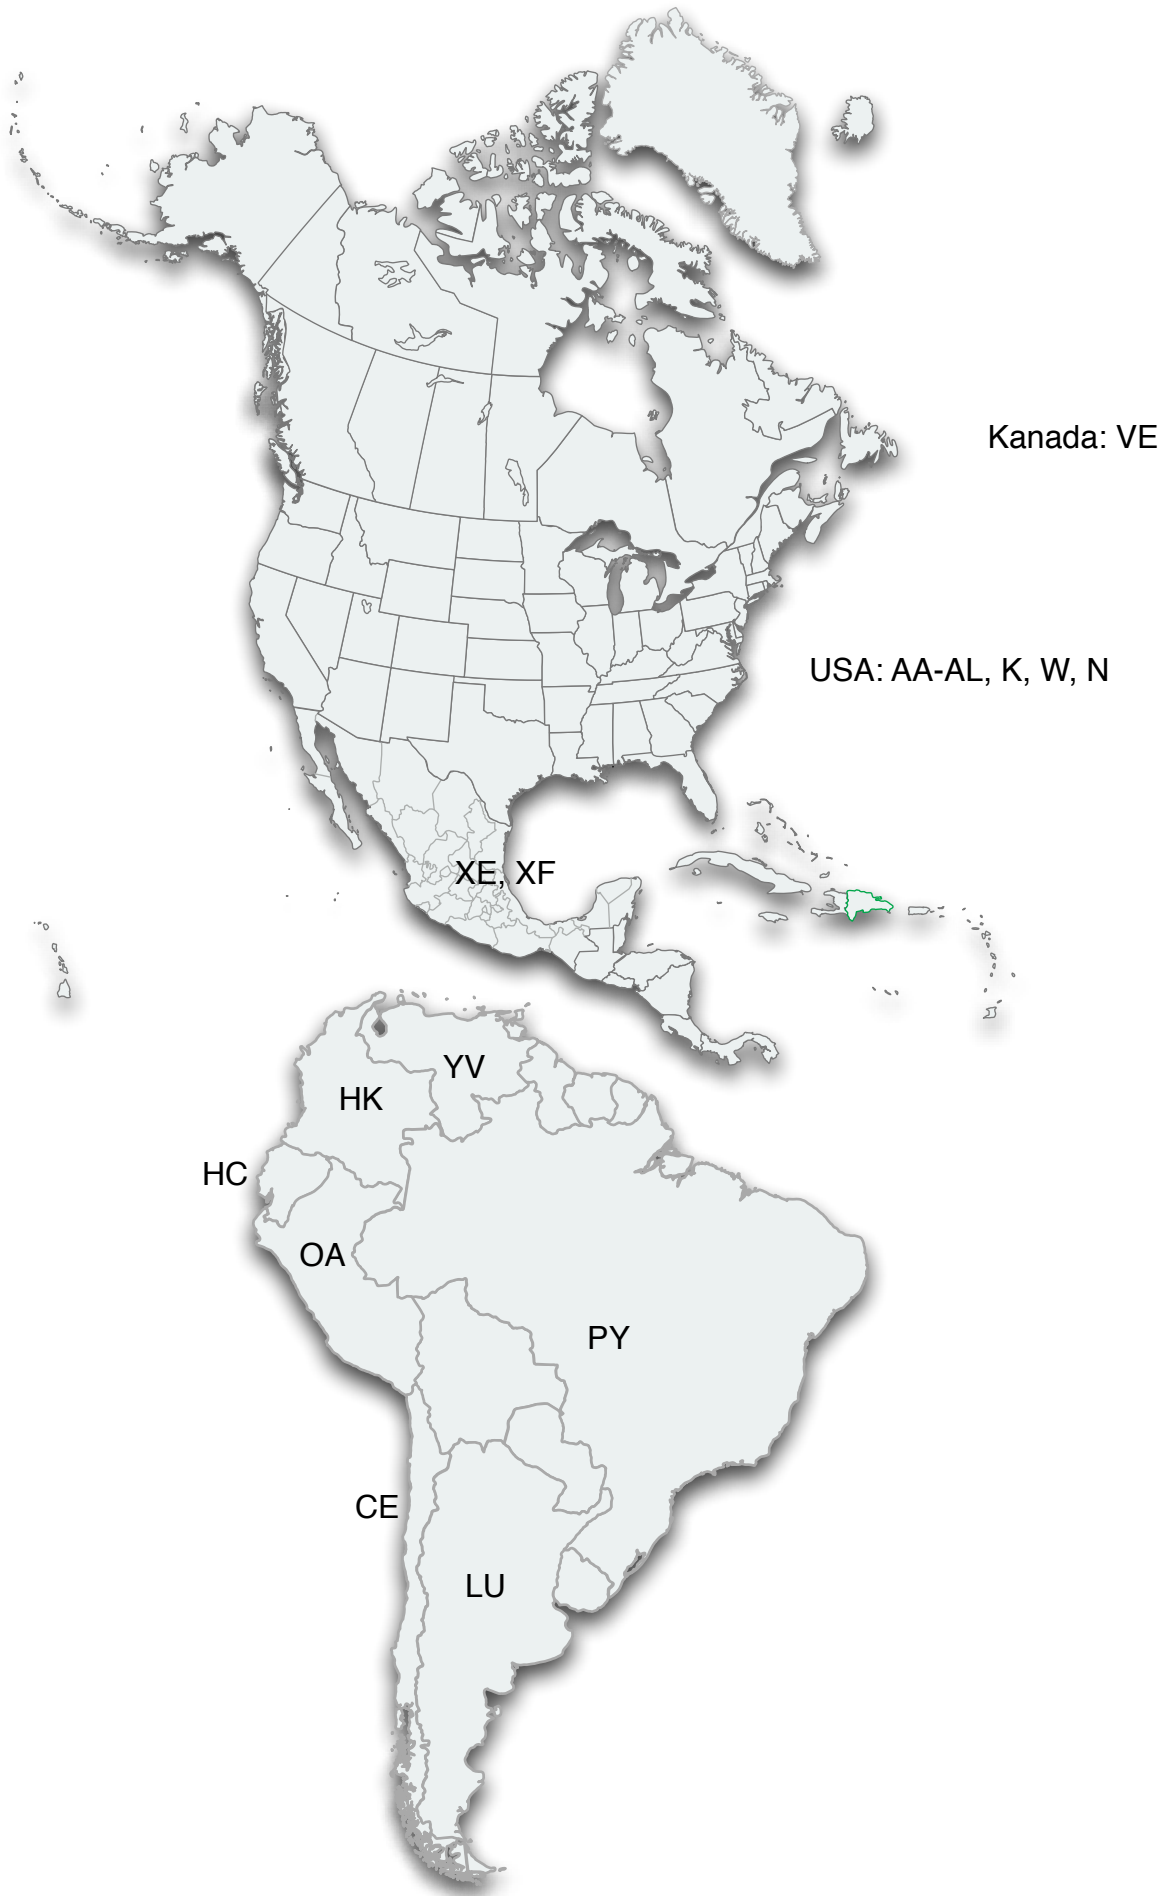 Kanada: VE
USA: AA-AL, K, W, N
XE, XF
YV
HK
HC
OA
PY
CE
LU